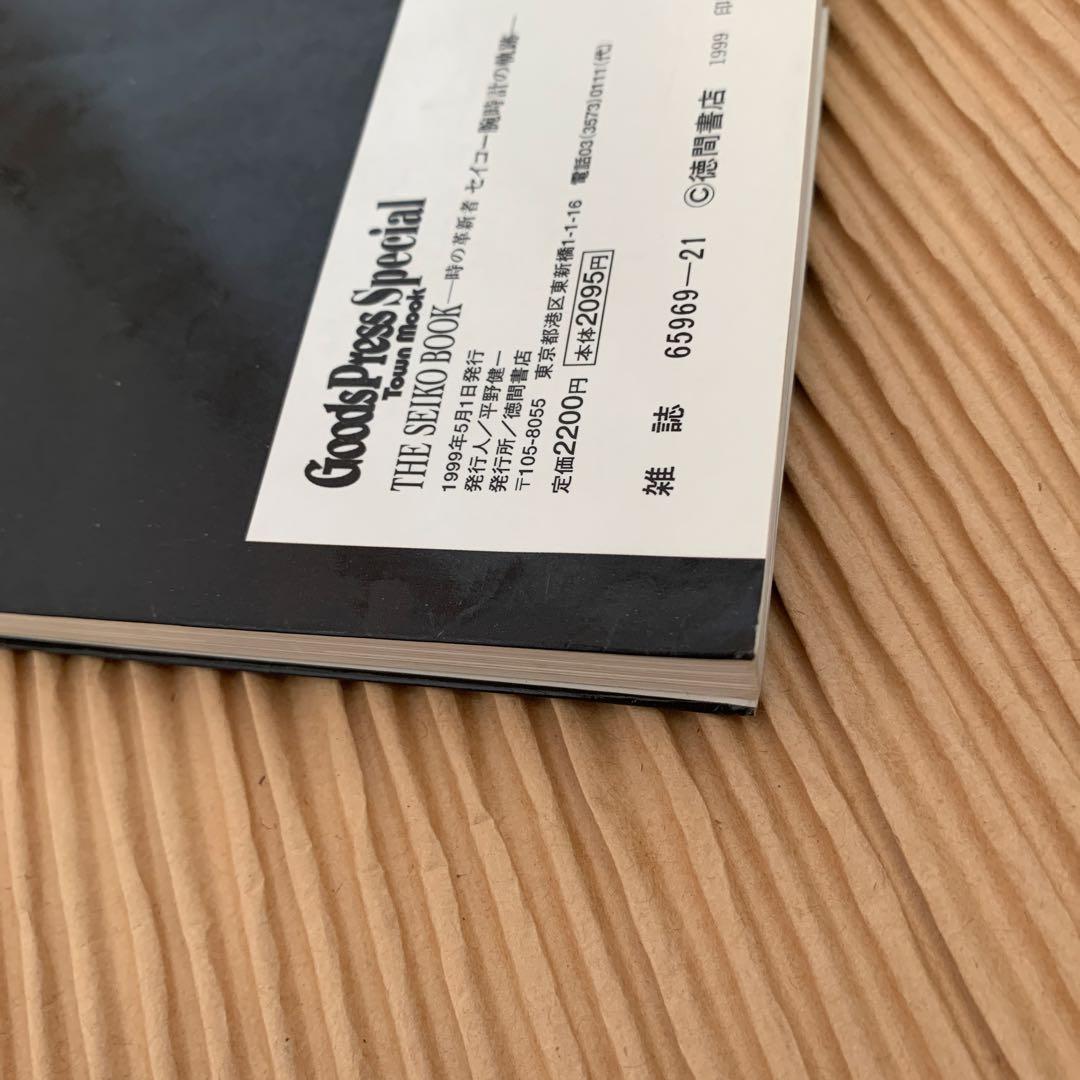 GoodsPress Special
Town Mook
THE SEIKO BOOK―時の革新者 セイコー腕時計の軌跡―
1999年5月1日発行
発行人／平野健一
発行所／徳間書店
〒105-8055 東京都港区東新橋1-1-16 電話03(3573)0111(代)
定価2200円 本体2095円
雑誌 65969―21 ©徳間書店 1999 印